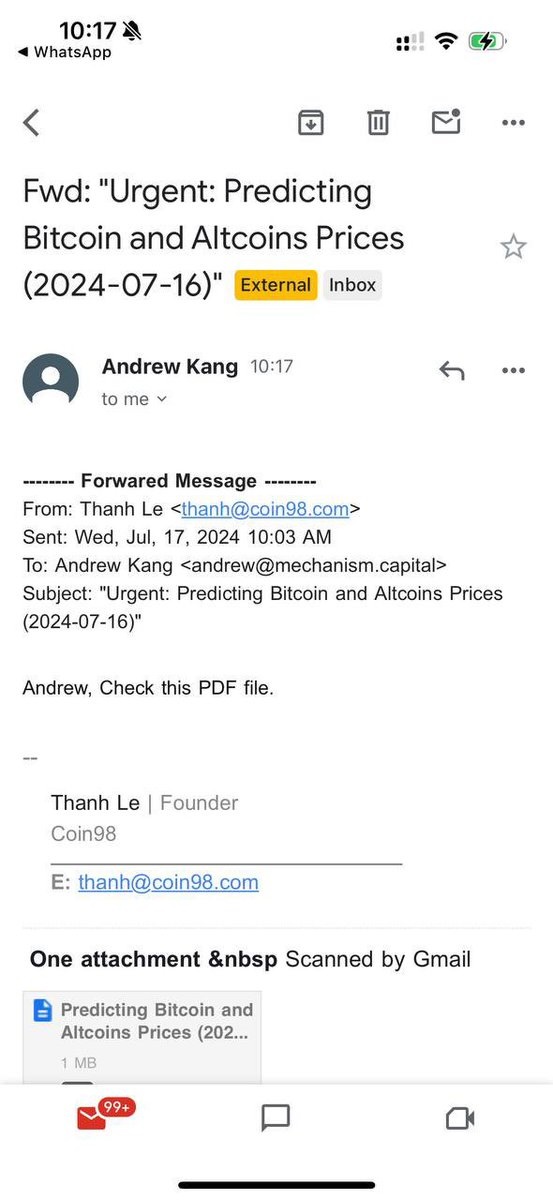 10:17
◀ WhatsApp
Fwd: "Urgent: Predicting
Bitcoin and Altcoins Prices
(2024-07-16)" External Inbox
Andrew Kang 10:17
to me
-------- Forwared Message --------
From: Thanh Le <thanh@coin98.com>
Sent: Wed, Jul, 17, 2024 10:03 AM
To: Andrew Kang <andrew@mechanism.capital>
Subject: "Urgent: Predicting Bitcoin and Altcoins Prices
(2024-07-16)"
Andrew, Check this PDF file.
--
Thanh Le | Founder
Coin98
E: thanh@coin98.com
One attachment &nbsp Scanned by Gmail
Predicting Bitcoin and
Altcoins Prices (202...
1 MB
99+